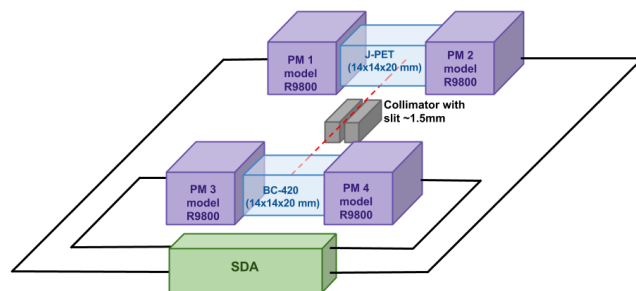 PM 1
model
R9800
J-PET
(14x14x20 mm)
PM 2
model
R9800
Collimator with
slit ~1.5mm
PM 3
model
R9800
BC-420
(14x14x20 mm)
PM 4
model
R9800
SDA